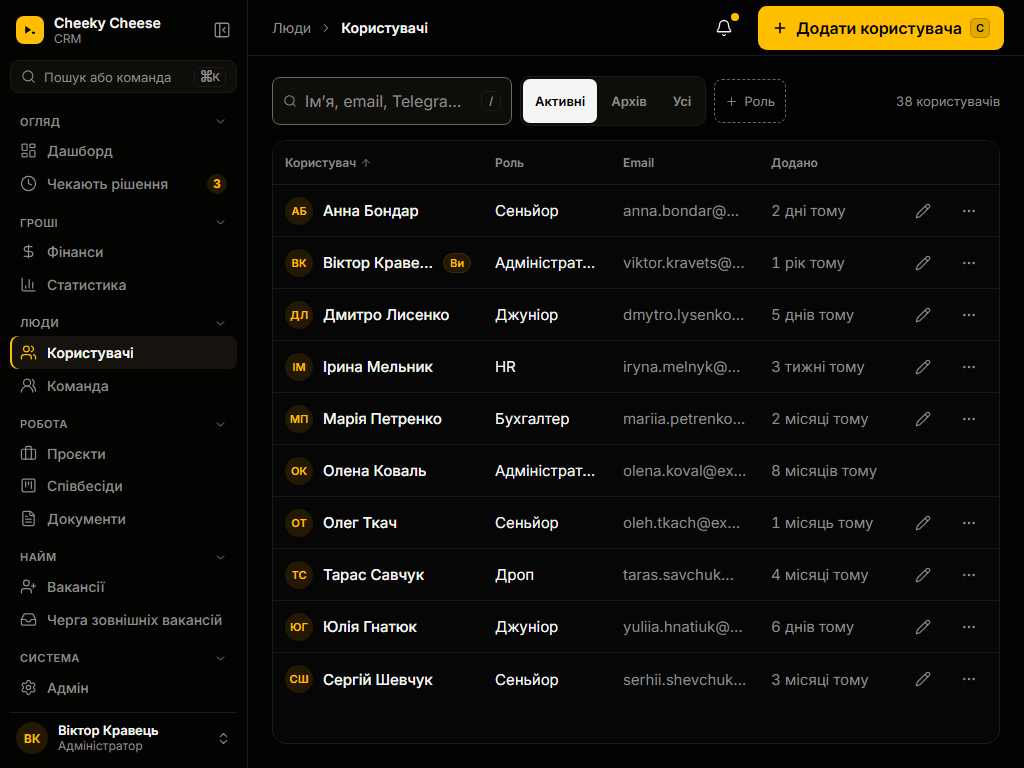 Cheeky Cheese
CRM
Пошук або команда ⌘K
ОГЛЯД
Дашборд
Чекають рішення 3
ГРОШІ
Фінанси
Статистика
ЛЮДИ
Користувачі
Команда
РОБОТА
Проєкти
Співбесіди
Документи
НАЙМ
Вакансії
Черга зовнішніх вакансій
СИСТЕМА
Адмін
ВК Віктор Кравець
Адміністратор
Люди > Користувачі
+ Додати користувача C
Ім’я, email, Telegra... /
Активні Архів Усі + Роль 38 користувачів
Користувач ↑ Роль Email Додано
АБ Анна Бондар Сеньйор anna.bondar@... 2 дні тому
ВК Віктор Краве... Ви Адміністрат... viktor.kravets@... 1 рік тому
ДЛ Дмитро Лисенко Джуніор dmytro.lysenko... 5 днів тому
ІМ Ірина Мельник HR iryna.melnyk@... 3 тижні тому
МП Марія Петренко Бухгалтер mariia.petrenko... 2 місяці тому
ОК Олена Коваль Адміністрат... olena.koval@ex... 8 місяців тому
ОТ Олег Ткач Сеньйор oleh.tkach@ex... 1 місяць тому
ТС Тарас Савчук Дроп taras.savchuk... 4 місяці тому
ЮГ Юлія Гнатюк Джуніор yuliia.hnatiuk@... 6 днів тому
СШ Сергій Шевчук Сеньйор serhii.shevchuk... 3 місяці тому